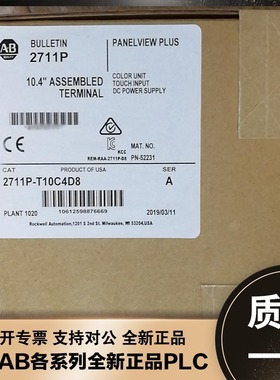 AB
BULLETIN
2711P
PANELVIEW PLUS
10.4" ASSEMBLED
TERMINAL
COLOR UNIT
TOUCH INPUT
DC POWER SUPPLY
KCC
REM-RAA-2711P-D8
MAT. NO.
PN-52231
CAT
PRODUCT OF USA
SER
2711P-T10C4D8
A
PLANT 1020
10612598876669
2019/03/11
Rockwell Automation, 1201 S 2nd St, Milwaukee, WI 53204, USA
质
开专票 支持对公 全新正品
AB各系列全新正品PLC